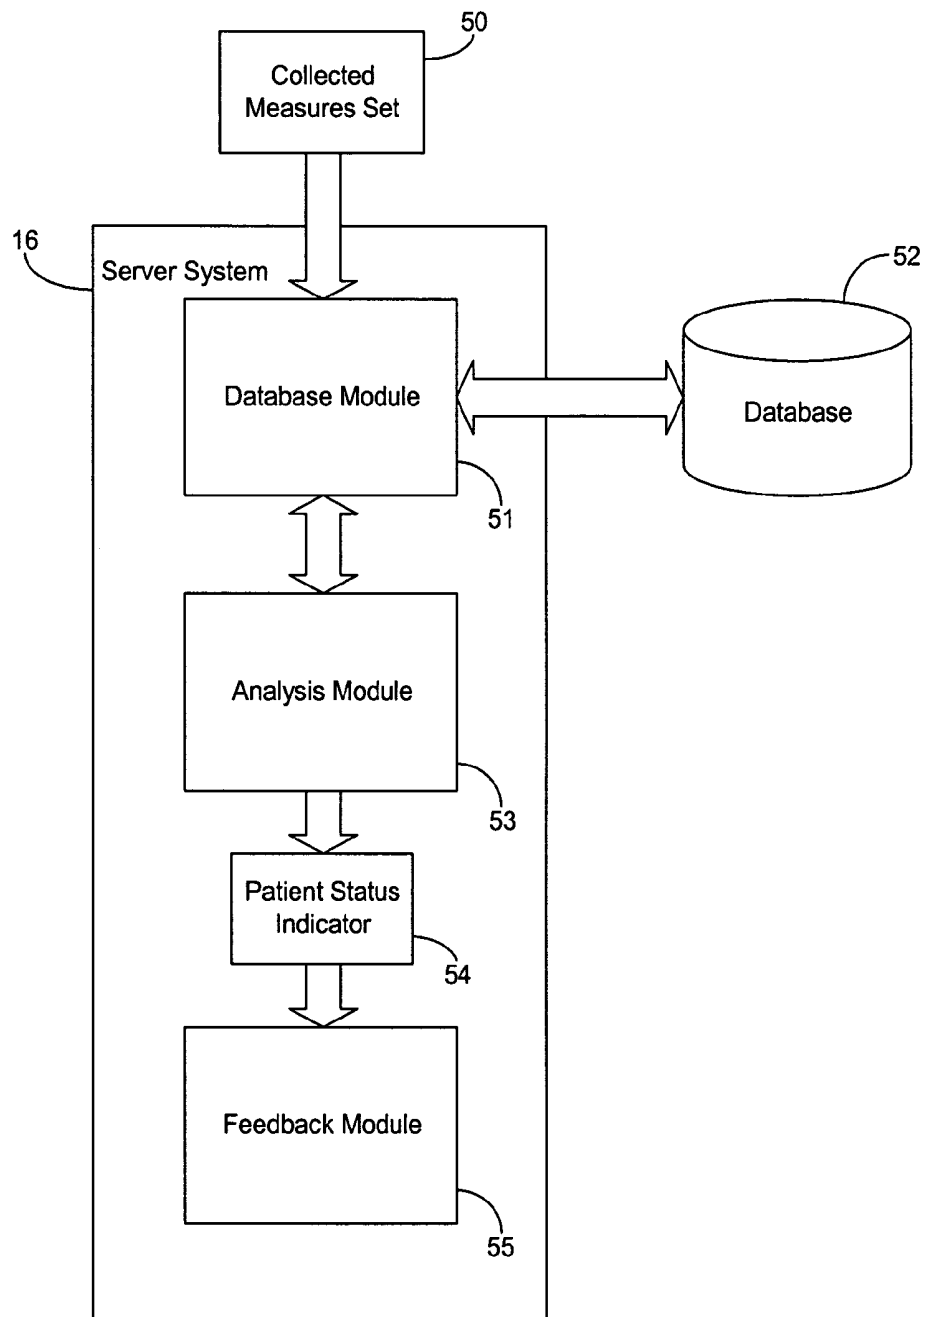 50
Collected
Measures Set
16
Server System
52
Database Module
Database
51
Analysis Module
53
Patient Status
Indicator
54
Feedback Module
55